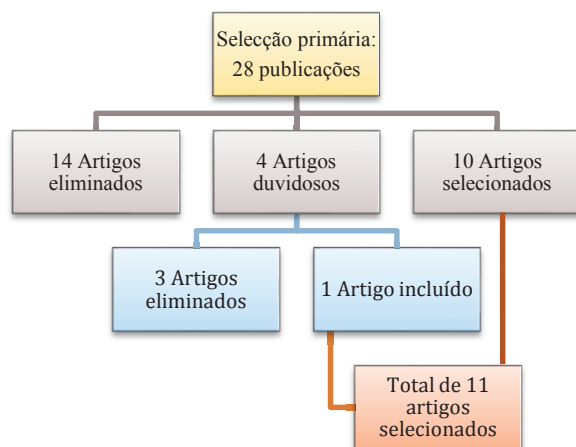 Selecção primária:
28 publicações
14 Artigos
eliminados
4 Artigos
duvidosos
10 Artigos
selecionados
3 Artigos
eliminados
1 Artigo incluído
Total de 11
artigos
selecionados